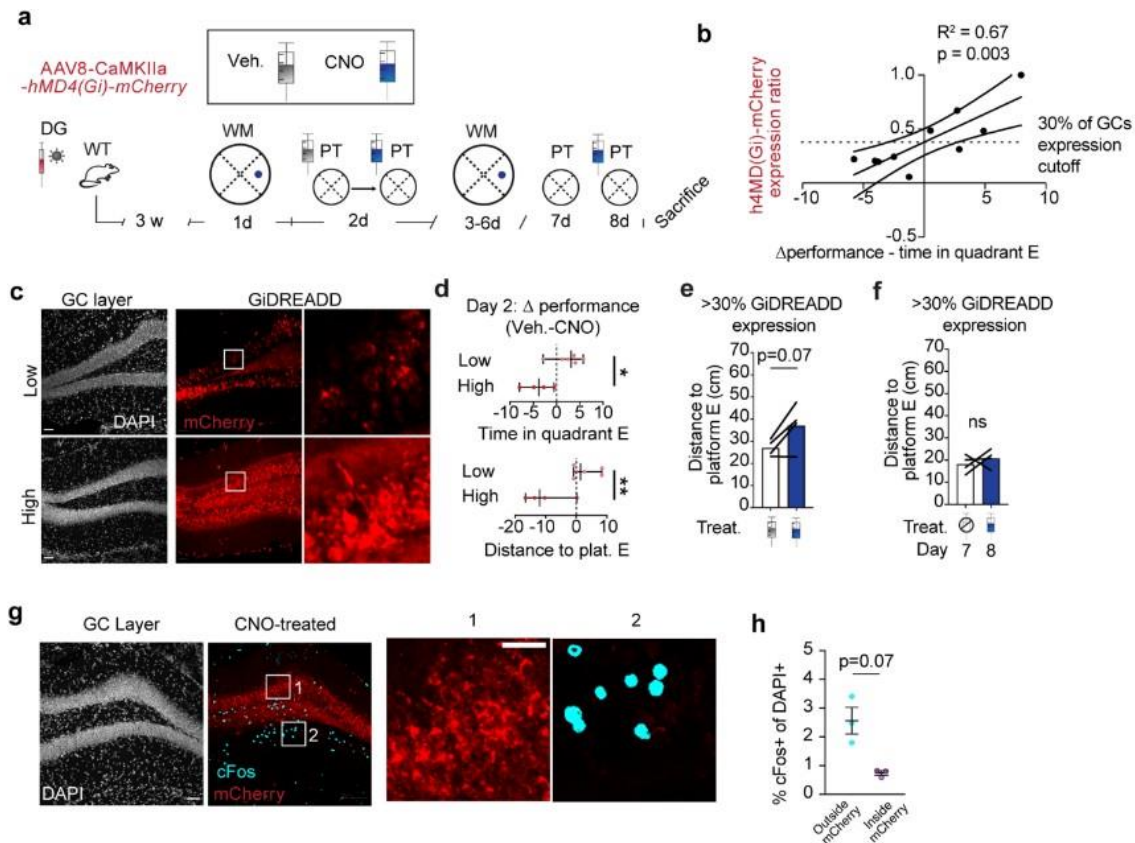 a
AAV8-CaMKIIa
-hMD4(Gi)-mCherry
Veh. CNO
DG
WT
WM
PT PT
WM
PT PT
3 w 1d 2d 3-6d 7d 8d Sacrifice
b
R² = 0.67
p = 0.003
h4MD(Gi)-mCherry
expression ratio
1.0
0.5
-0.5
-10 -5 0 5 10
30% of GCs
expression
cutoff
Δperformance - time in quadrant E
c
GC layer GiDREADD
Low
DAPI mCherry
High
d
Day 2: Δ performance
(Veh.-CNO)
Low
High
*
-10 -5 0 5 10
Time in quadrant E
Low
High
**
-20 -10 0 10
Distance to plat. E
e
>30% GiDREADD
expression
70
60
50
40
30
20
10
0
p=0.07
Distance to
platform E (cm)
Treat.
f
>30% GiDREADD
expression
70
60
50
40
30
20
10
0
ns
Distance to
platform E (cm)
Treat.
Day 7 8
g
GC Layer CNO-treated 1 2
1
2
DAPI
cFos
mCherry
h
p=0.07
5
4
3
2
1
0
% cFos+ of DAPI+
Outside
mCherry
Inside
mCherry